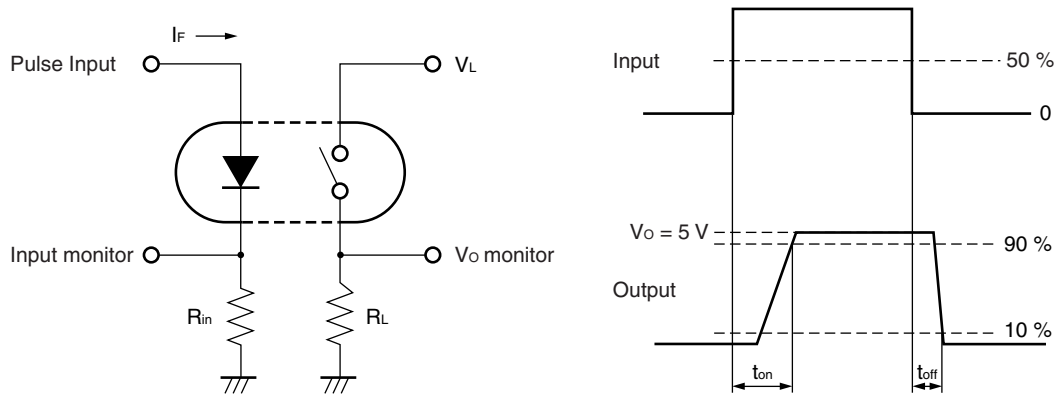 IF
Pulse Input
VL
Input monitor
VO monitor
Rin
RL
Input
50 %
0
VO = 5 V
90 %
Output
10 %
ton
toff